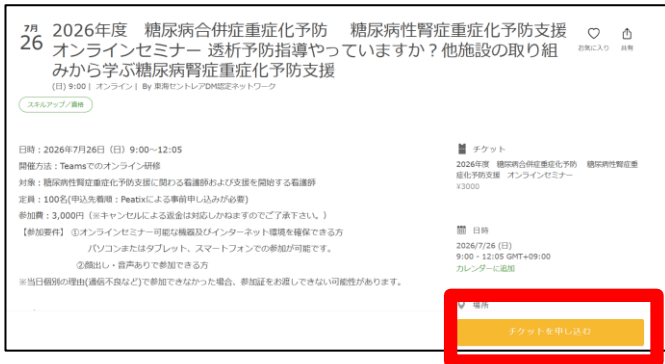 7月
26
2026年度　糖尿病合併症重症化予防　　糖尿病性腎症重症化予防支援
オンラインセミナー 透析予防指導やっていますか？他施設の取り組
みから学ぶ糖尿病腎症重症化予防支援
お気に入り 共有
(日) 9:00 | オンライン | By 東海セントレアDM認定ネットワーク
スキルアップ／資格
日時：2026年7月26日（日）9:00～12:05
開催方法：Teamsでのオンライン研修
対象：糖尿病性腎症重症化予防支援に関わる看護師および支援を開始する看護師
定員：100名(申込先着順：Peatixによる事前申し込みが必要)
参加費：3,000円（※キャンセルによる返金は対応しかねますのでご了承下さい。）
【参加要件】 ①オンラインセミナー可能な機器及びインターネット環境を確保できる方
パソコンまたはタブレット、スマートフォンでの参加が可能です。
②顔出し・音声ありで参加できる方
※当日個別の理由(通信不良など)で参加できなかった場合、参加証をお渡しできない可能性があります。
チケット
2026年度　糖尿病合併症重症化予防　　糖尿病性腎症重
症化予防支援　オンラインセミナー
¥3000
日時
2026/7/26 (日)
9:00 - 12:05 GMT+09:00
カレンダーに追加
場所
チケットを申し込む